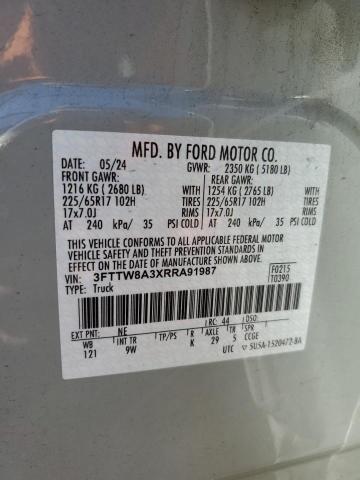 MFD. BY FORD MOTOR CO.
DATE: 05/24 GVWR: 2350 KG ( 5180 LB)
FRONT GAWR: REAR GAWR:
1216 KG ( 2680 LB) 1254 KG ( 2765 LB)
225/65R17 102H TIRES 225/65R17 102H TIRES
17x7.0J RIMS 17x7.0J RIMS
AT 240 kPa/ 35 PSI COLD AT 240 kPa/ 35 PSI COLD
THIS VEHICLE CONFORMS TO ALL APPLICABLE FEDERAL MOTOR
VEHICLE SAFETY AND THEFT PREVENTION STANDARDS IN EFFECT
ON THE DATE OF MANUFACTURE SHOWN ABOVE.
VIN: 3FTTW8A3XRRA91987 F0215
TYPE: Truck T0390
EXT PNT: NE RC: 44 DSO:
WB INT TR TP/PS R AXLE TR SPR
121 9W K 29 5 CCGE
UTC 5U5A-1520472-BA